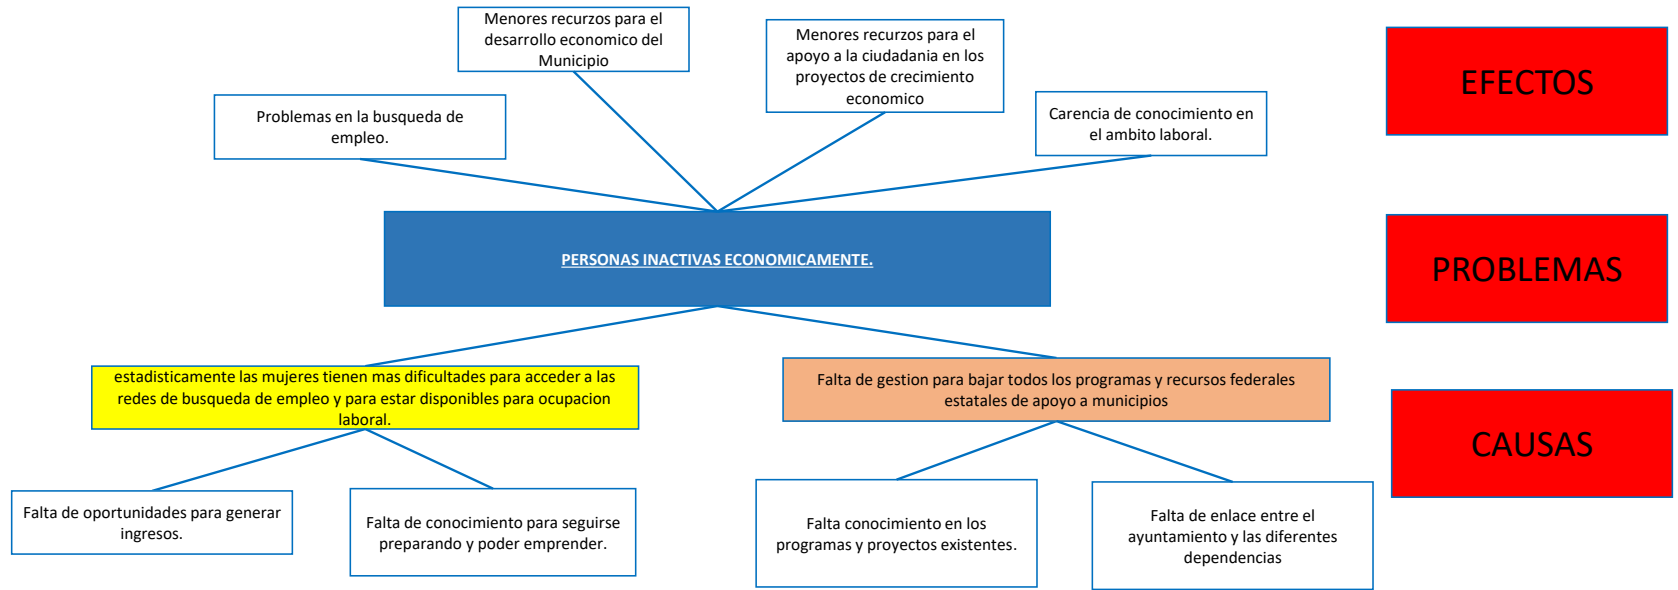 Menores recurzos para el
desarrollo economico del
Municipio
Menores recurzos para el
apoyo a la ciudadania en los
proyectos de crecimiento
economico
EFECTOS
Problemas en la busqueda de
empleo.
Carencia de conocimiento en
el ambito laboral.
PERSONAS INACTIVAS ECONOMICAMENTE.
PROBLEMAS
estadisticamente las mujeres tienen mas dificultades para acceder a las
redes de busqueda de empleo y para estar disponibles para ocupacion
laboral.
Falta de gestion para bajar todos los programas y recursos federales
estatales de apoyo a municipios
CAUSAS
Falta de oportunidades para generar
ingresos.
Falta de conocimiento para seguirse
preparando y poder emprender.
Falta conocimiento en los
programas y proyectos existentes.
Falta de enlace entre el
ayuntamiento y las diferentes
dependencias